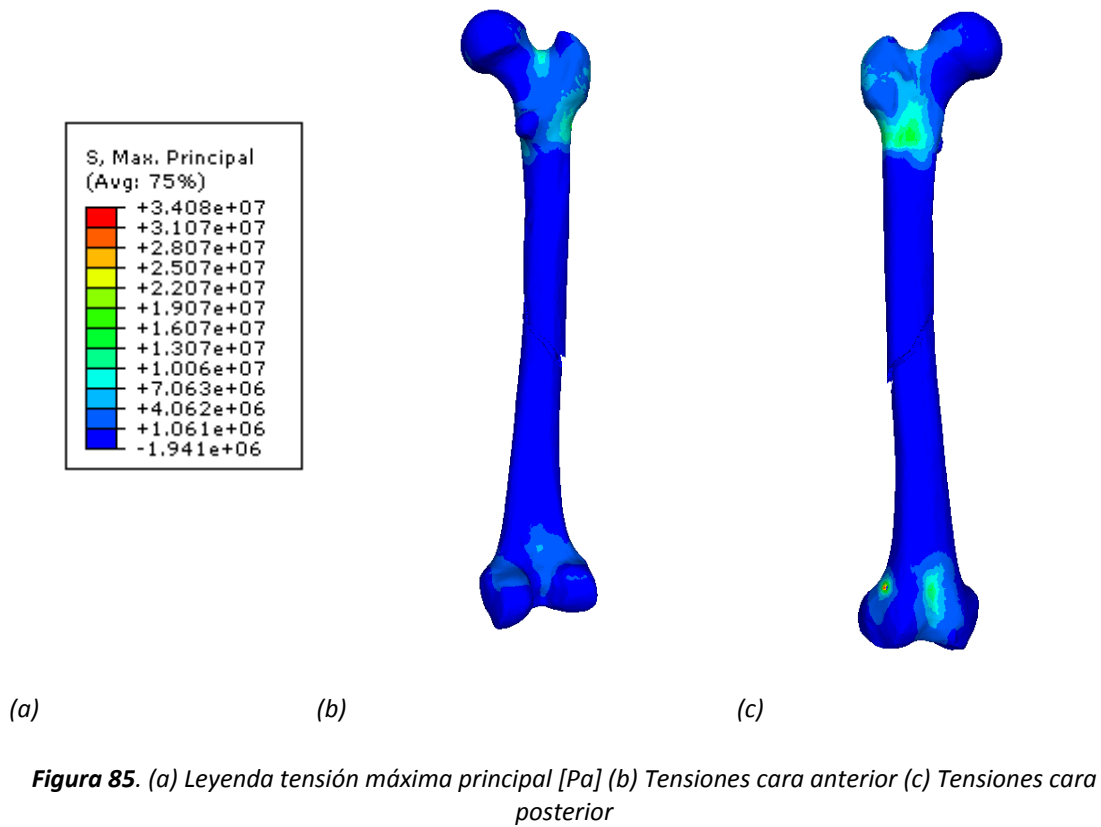 S, Max. Principal
(Avg: 75%)
+3.408e+07
+3.107e+07
+2.807e+07
+2.507e+07
+2.207e+07
+1.907e+07
+1.607e+07
+1.307e+07
+1.006e+07
+7.063e+06
+4.062e+06
+1.061e+06
-1.941e+06
(a) (b) (c)
Figura 85. (a) Leyenda tensión máxima principal [Pa] (b) Tensiones cara anterior (c) Tensiones cara
posterior